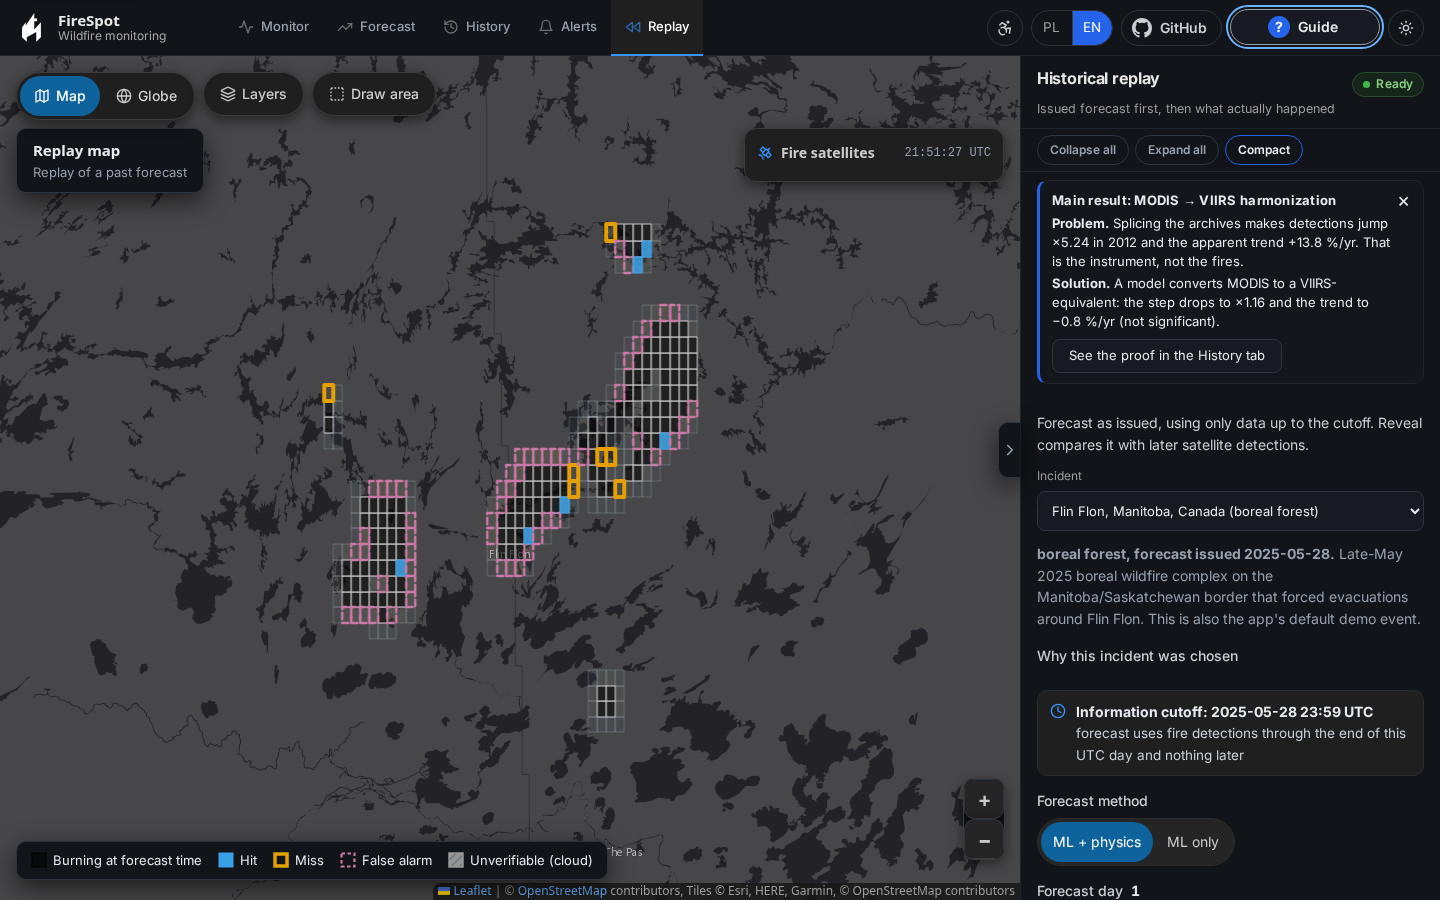 FireSpot
Wildfire monitoring
Monitor
Forecast
History
Alerts
Replay
PL
EN
GitHub
? Guide
Map
Globe
Layers
Draw area
Replay map
Replay of a past forecast
Fire satellites
21:51:27 UTC
Flin Flon
The Pas
+
−
Burning at forecast time
Hit
Miss
False alarm
Unverifiable (cloud)
Leaflet | © OpenStreetMap contributors, Tiles © Esri, HERE, Garmin, © OpenStreetMap contributors
Historical replay
Ready
Issued forecast first, then what actually happened
Collapse all
Expand all
Compact
Main result: MODIS → VIIRS harmonization
Problem. Splicing the archives makes detections jump
×5.24 in 2012 and the apparent trend +13.8 %/yr. That
is the instrument, not the fires.
Solution. A model converts MODIS to a VIIRS-
equivalent: the step drops to ×1.16 and the trend to
−0.8 %/yr (not significant).
See the proof in the History tab
Forecast as issued, using only data up to the cutoff. Reveal
compares it with later satellite detections.
Incident
Flin Flon, Manitoba, Canada (boreal forest)
boreal forest, forecast issued 2025-05-28. Late-May
2025 boreal wildfire complex on the
Manitoba/Saskatchewan border that forced evacuations
around Flin Flon. This is also the app's default demo event.
Why this incident was chosen
Information cutoff: 2025-05-28 23:59 UTC
forecast uses fire detections through the end of this
UTC day and nothing later
Forecast method
ML + physics
ML only
Forecast day 1